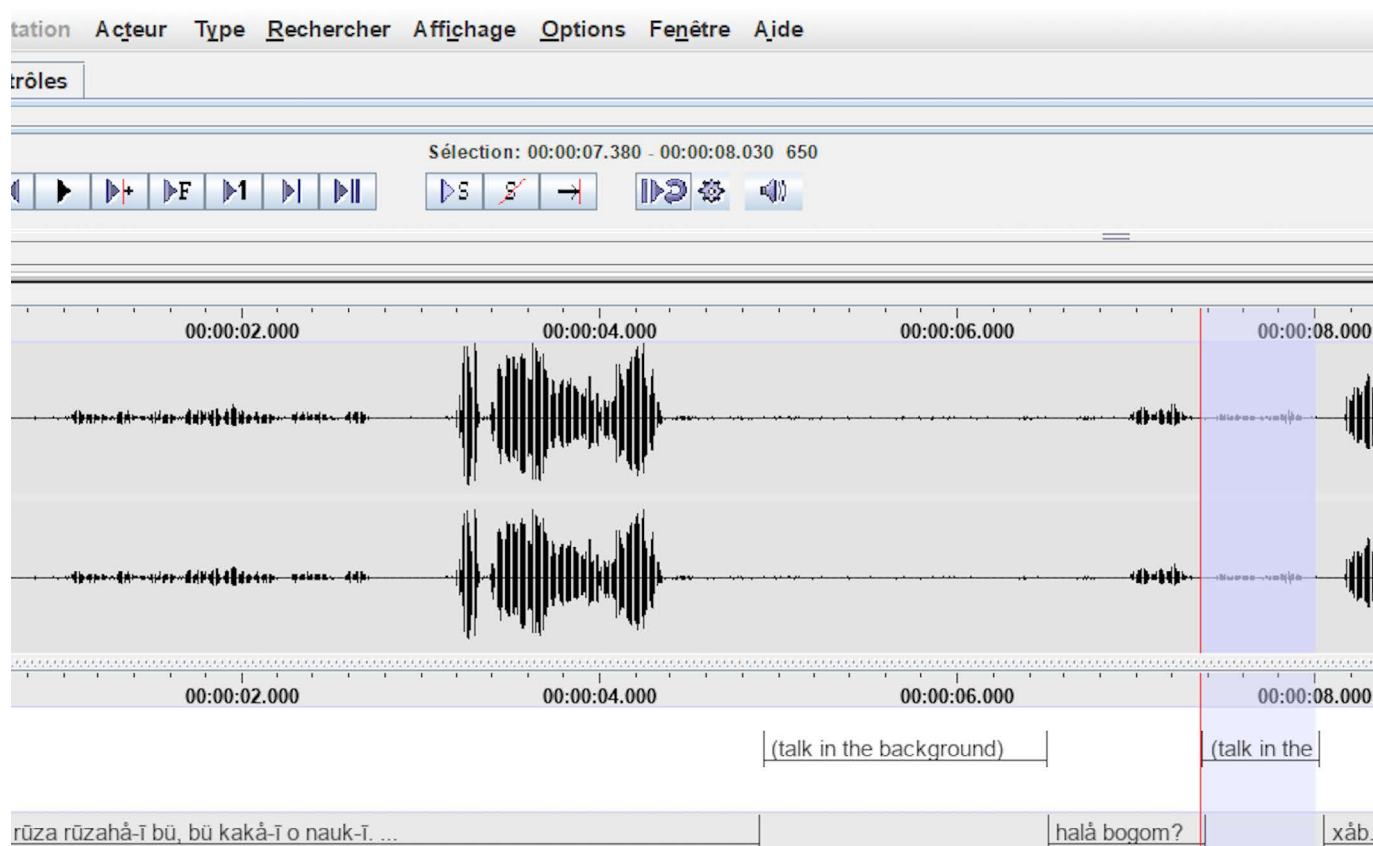 tation Acteur Type Rechercher Affichage Options Fenêtre Aide
trôles
Sélection: 00:00:07.380 - 00:00:08.030 650
F 1 S S
00:00:02.000 00:00:04.000 00:00:06.000 00:00:08.000
00:00:02.000 00:00:04.000 00:00:06.000 00:00:08.000
(talk in the background) (talk in the
rūza rūzahå-ī bü, bü kakå-ī o nauk-ī. ... halå bogom? xåb.